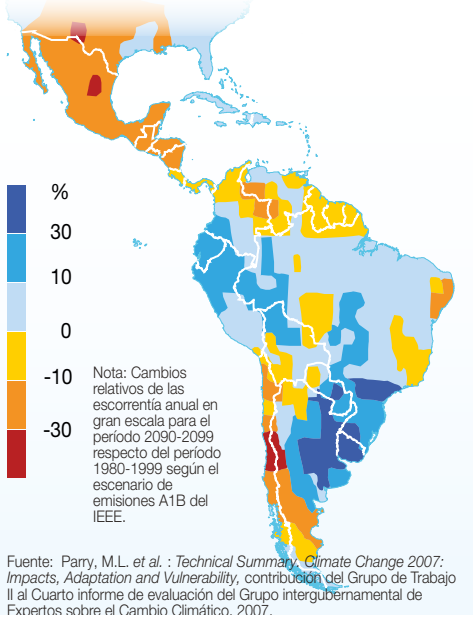 %
30
10
0
-10
-30
Nota: Cambios
relativos de las
escorrentía anual en
gran escala para el
período 2090-2099
respecto del período
1980-1999 según el
escenario de
emisiones A1B del
IEEE.
Fuente: Parry, M.L. et al. : Technical Summary. Climate Change 2007:
Impacts, Adaptation and Vulnerability, contribución del Grupo de Trabajo
II al Cuarto informe de evaluación del Grupo intergubernamental de
Expertos sobre el Cambio Climático, 2007.